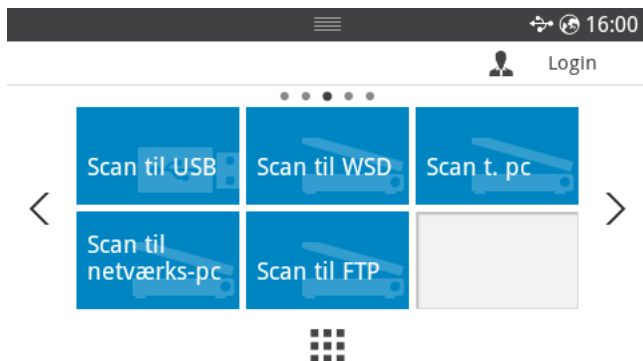 16:00
Login
Scan til USB
Scan til WSD
Scan t. pc
Scan til
netværks-pc
Scan til FTP